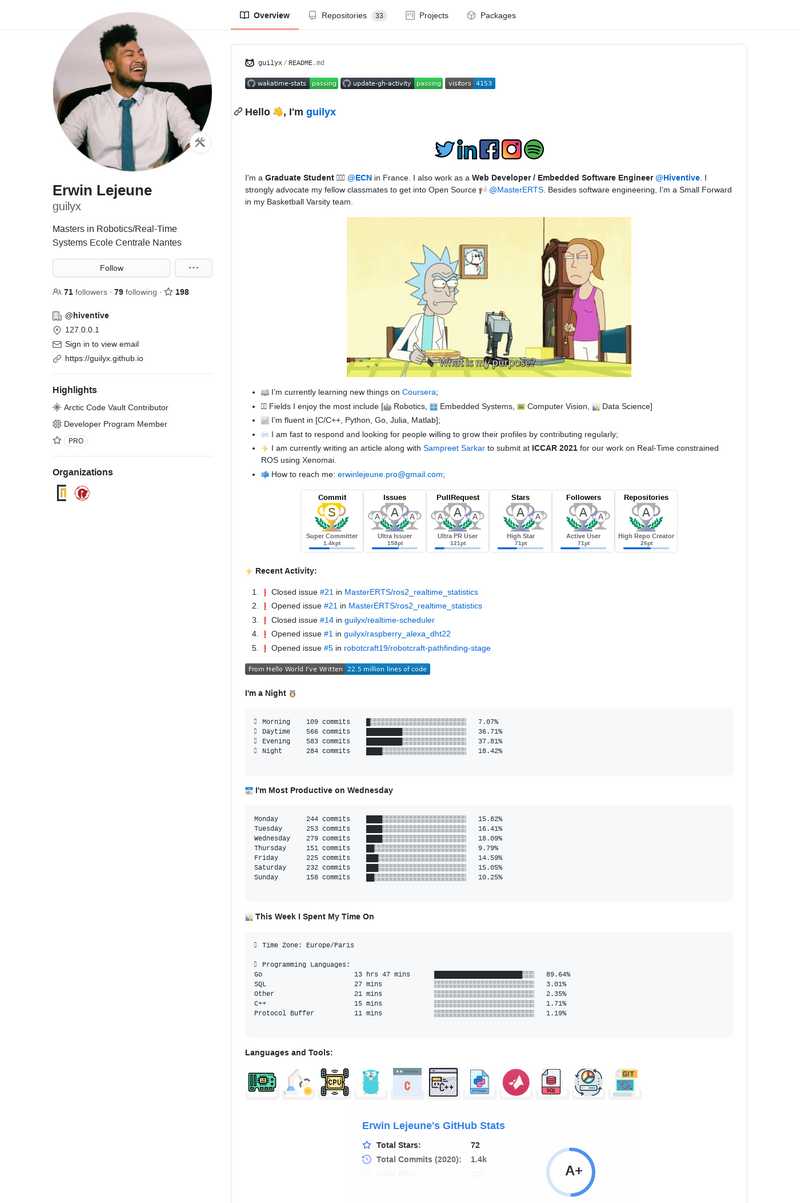 Overview
Repositories 33
Projects
Packages
Erwin Lejeune
guilyx
Masters in Robotics/Real-Time
Systems Ecole Centrale Nantes
Follow
71 followers · 79 following · 198
@hiventive
127.0.0.1
Sign in to view email
https://guilyx.github.io
Highlights
Arctic Code Vault Contributor
Developer Program Member
PRO
Organizations
guilyx/README.md
wakatime-stats passing
update-gh-activity passing
visitors 4153
Hello 👋, I'm guilyx
I'm a Graduate Student @ECN in France. I also work as a Web Developer / Embedded Software Engineer @Hiventive. I
strongly advocate my fellow classmates to get into Open Source @MasterERTS. Besides software engineering, I'm a Small Forward
in my Basketball Varsity team.
What is my purpose?
I'm currently learning new things on Coursera;
Fields I enjoy the most include [🤖 Robotics, Embedded Systems, Computer Vision, 📊 Data Science]
I'm fluent in [C/C++, Python, Go, Julia, Matlab];
I am fast to respond and looking for people willing to grow their profiles by contributing regularly;
⚡ I am currently writing an article along with Sampreet Sarkar to submit at ICCAR 2021 for our work on Real-Time constrained
ROS using Xenomai.
📫 How to reach me: erwinlejeune.pro@gmail.com;
Commit Issues PullRequest Stars Followers Repositories
S A A A A A A A A A A A A
Super Committer Ultra Issuer Ultra PR User High Star Active User High Repo Creator
1.4kpt 158pt 121pt 71pt 71pt 26pt
⚡ Recent Activity:
1. ❗ Closed issue #21 in MasterERTS/ros2_realtime_statistics
2. ❗ Opened issue #21 in MasterERTS/ros2_realtime_statistics
3. ❗ Closed issue #14 in guilyx/realtime-scheduler
4. ❗ Opened issue #1 in guilyx/raspberry_alexa_dht22
5. ❗ Opened issue #5 in robotcraft19/robotcraft-pathfinding-stage
From Hello World I've Written 22.5 million lines of code
I'm a Night 🦉
Morning 109 commits 7.07%
Daytime 566 commits 36.71%
Evening 583 commits 37.81%
Night 284 commits 18.42%
📅 I'm Most Productive on Wednesday
Monday 244 commits 15.82%
Tuesday 253 commits 16.41%
Wednesday 279 commits 18.09%
Thursday 151 commits 9.79%
Friday 225 commits 14.59%
Saturday 232 commits 15.05%
Sunday 158 commits 10.25%
📊 This Week I Spent My Time On
Time Zone: Europe/Paris
Programming Languages:
Go 13 hrs 47 mins 89.64%
SQL 27 mins 3.01%
Other 21 mins 2.35%
C++ 15 mins 1.71%
Protocol Buffer 11 mins 1.19%
Languages and Tools:
CPU C C++ SQL GIT
Erwin Lejeune's GitHub Stats
Total Stars: 72
Total Commits (2020): 1.4k
A+